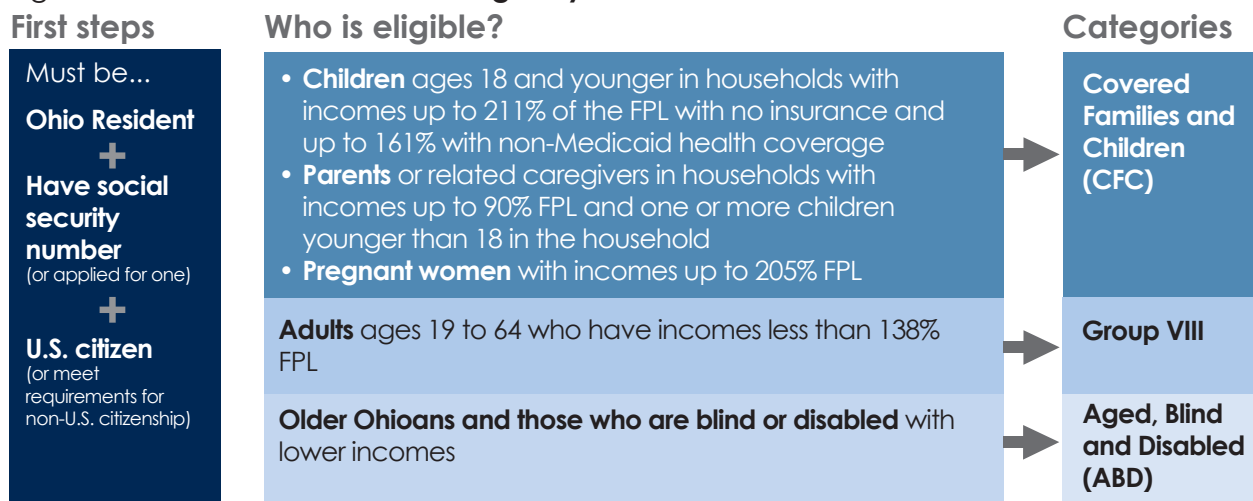 First steps
Must be...
Ohio Resident
+
Have social
security
number
(or applied for one)
+
U.S. citizen
(or meet
requirements for
non-U.S. citizenship)
Who is eligible?
• Children ages 18 and younger in households with
incomes up to 211% of the FPL with no insurance and
up to 161% with non-Medicaid health coverage
• Parents or related caregivers in households with
incomes up to 90% FPL and one or more children
younger than 18 in the household
• Pregnant women with incomes up to 205% FPL
Adults ages 19 to 64 who have incomes less than 138%
FPL
Older Ohioans and those who are blind or disabled with
lower incomes
Categories
Covered
Families and
Children
(CFC)
Group VIII
Aged, Blind
and Disabled
(ABD)